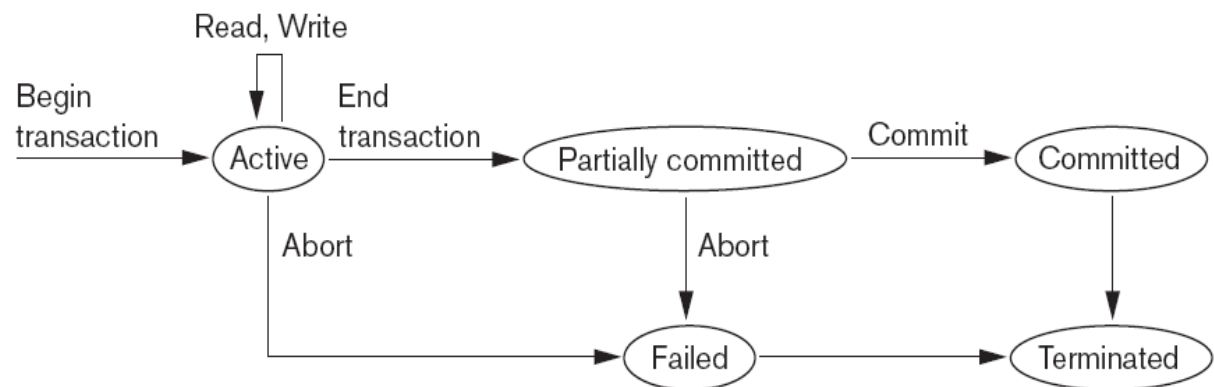 Read, Write
Begin
transaction
End
transaction
Commit
Active
Partially committed
Committed
Abort
Abort
Failed
Terminated